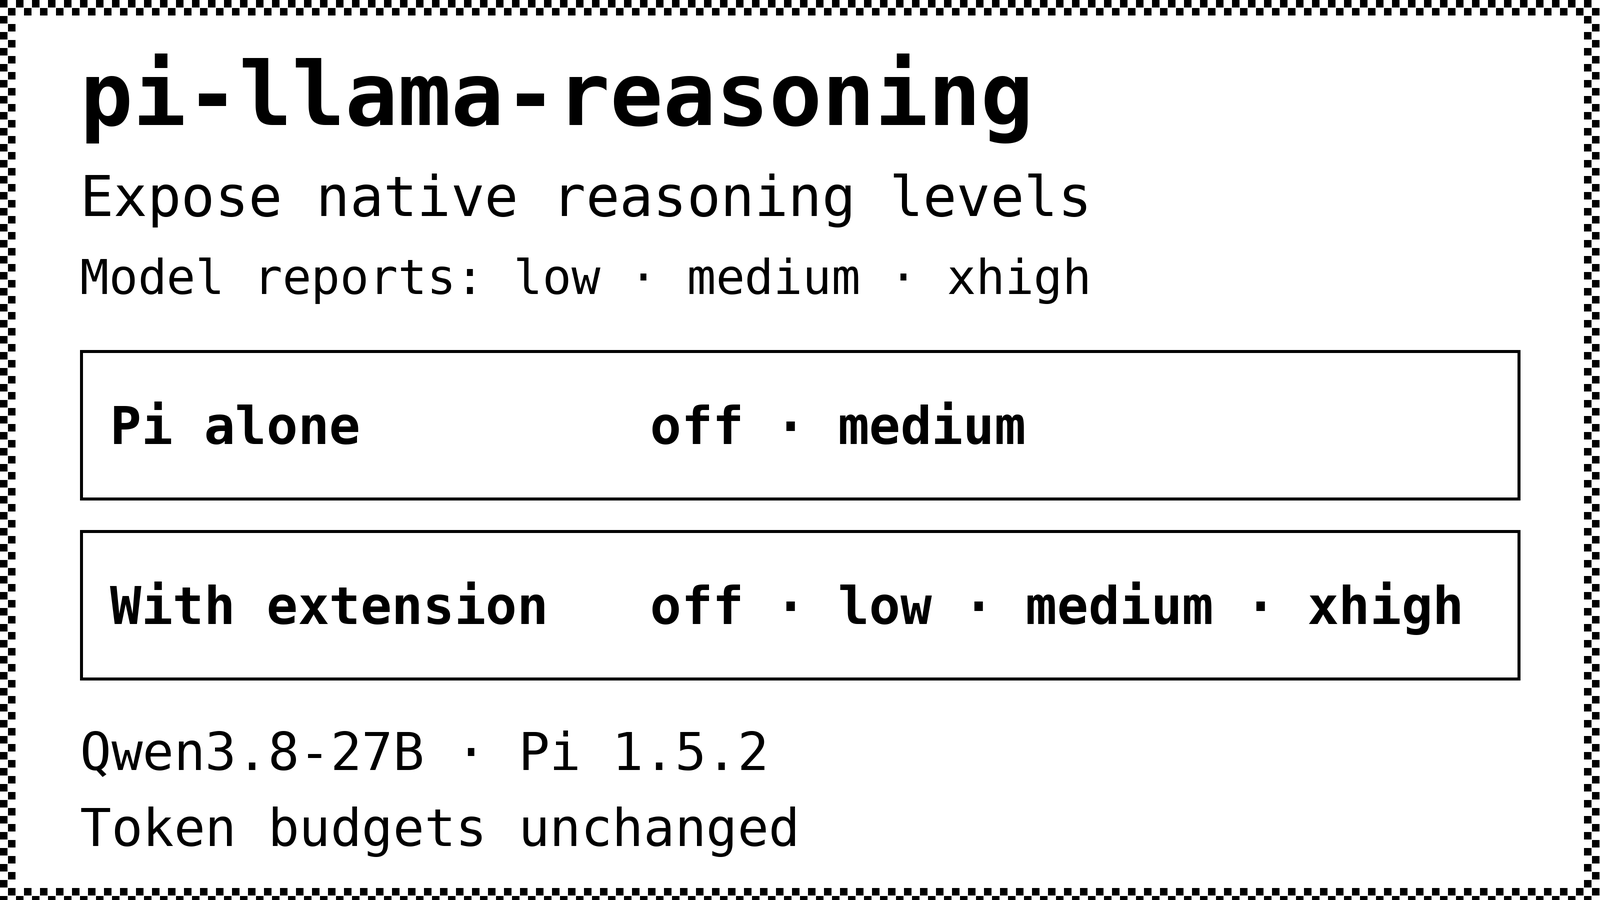 pi-llama-reasoning
Expose native reasoning levels
Model reports: low · medium · xhigh
Pi alone off · medium
With extension off · low · medium · xhigh
Qwen3.8-27B · Pi 1.5.2
Token budgets unchanged